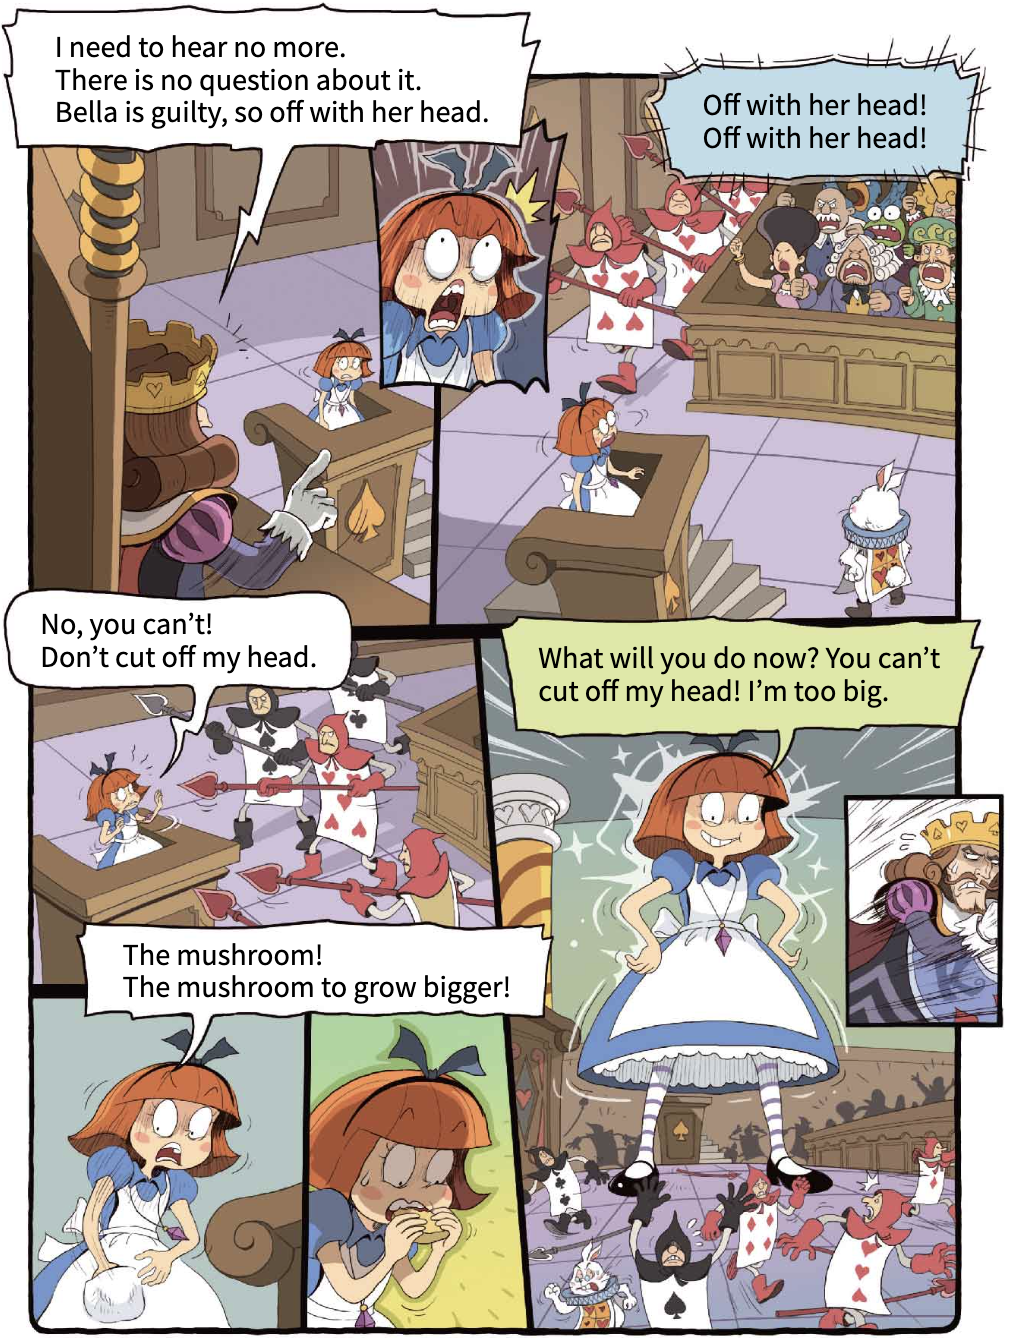 I need to hear no more.
There is no question about it.
Bella is guilty, so off with her head.
Off with her head!
Off with her head!
No, you can’t!
Don’t cut off my head.
The mushroom!
The mushroom to grow bigger!
What will you do now? You can’t
cut off my head! I’m too big.
K